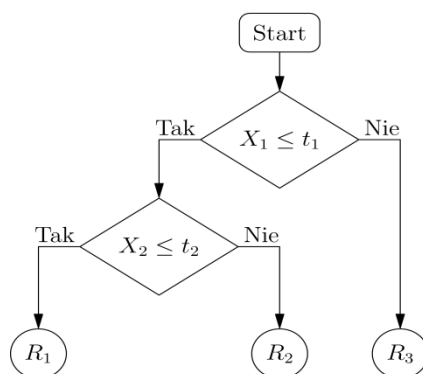 Start
Tak
X₁ ≤ t₁
Nie
Tak
X₂ ≤ t₂
Nie
R₁
R₂
R₃